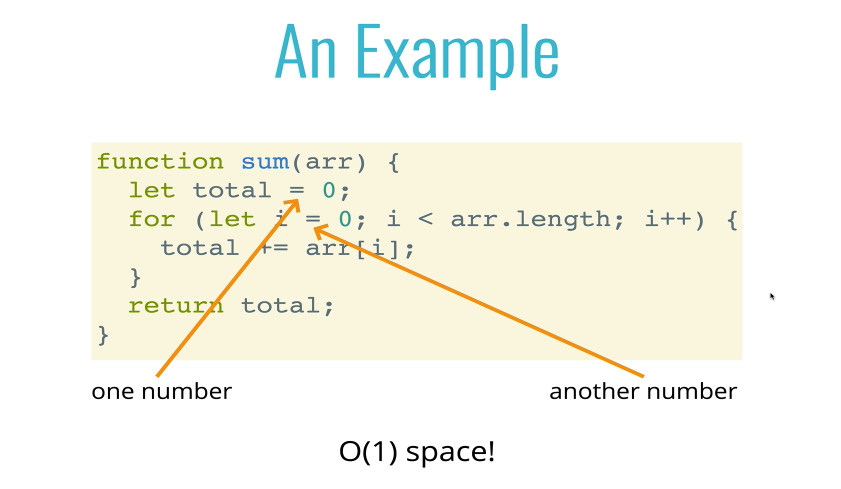 An Example
function sum(arr) {
  let total = 0;
  for (let i = 0; i < arr.length; i++) {
    total += arr[i];
  }
  return total;
}
one number
another number
O(1) space!